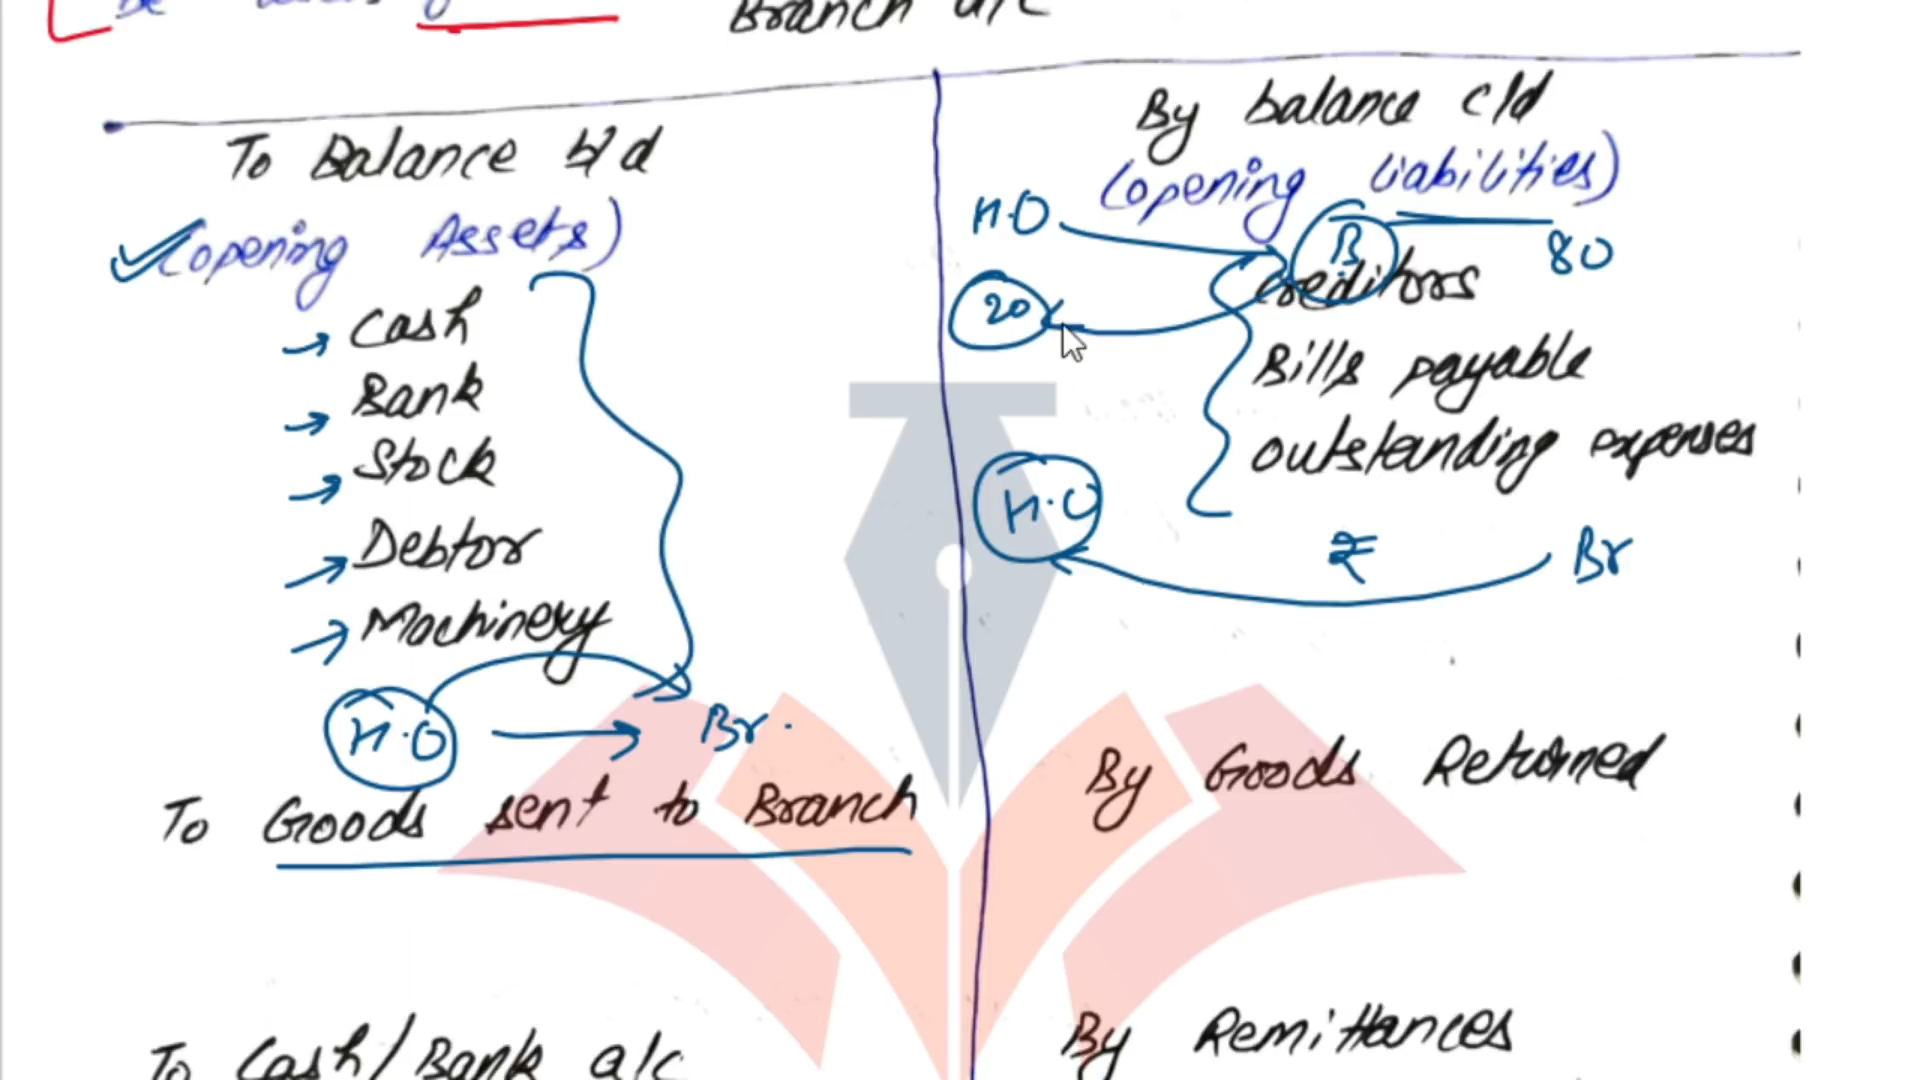 Branch a/c
To Balance b/d
(opening Assets)
Cash
Bank
Stock
Debtor
Machinery
H.O
Br.
To Goods sent to Branch
To Cash/Bank a/c
By balance c/d
(opening liabilities)
H.O
B
80
creditors
20
Bills payable
outstanding expenses
H.O
₹
Br
By Goods Returned
By Remittances